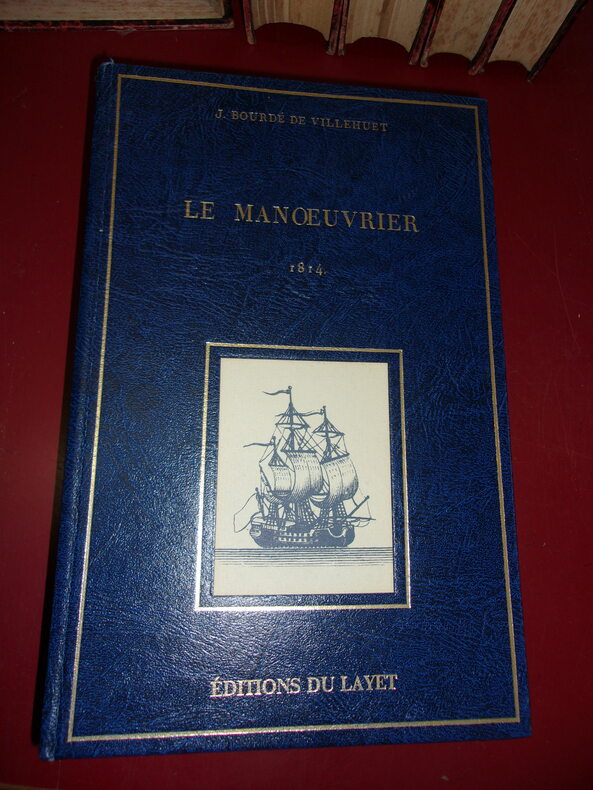 J. BOURDÉ DE VILLEHUET
LE MANŒUVRIER
1814.
ÉDITIONS DU LAYET